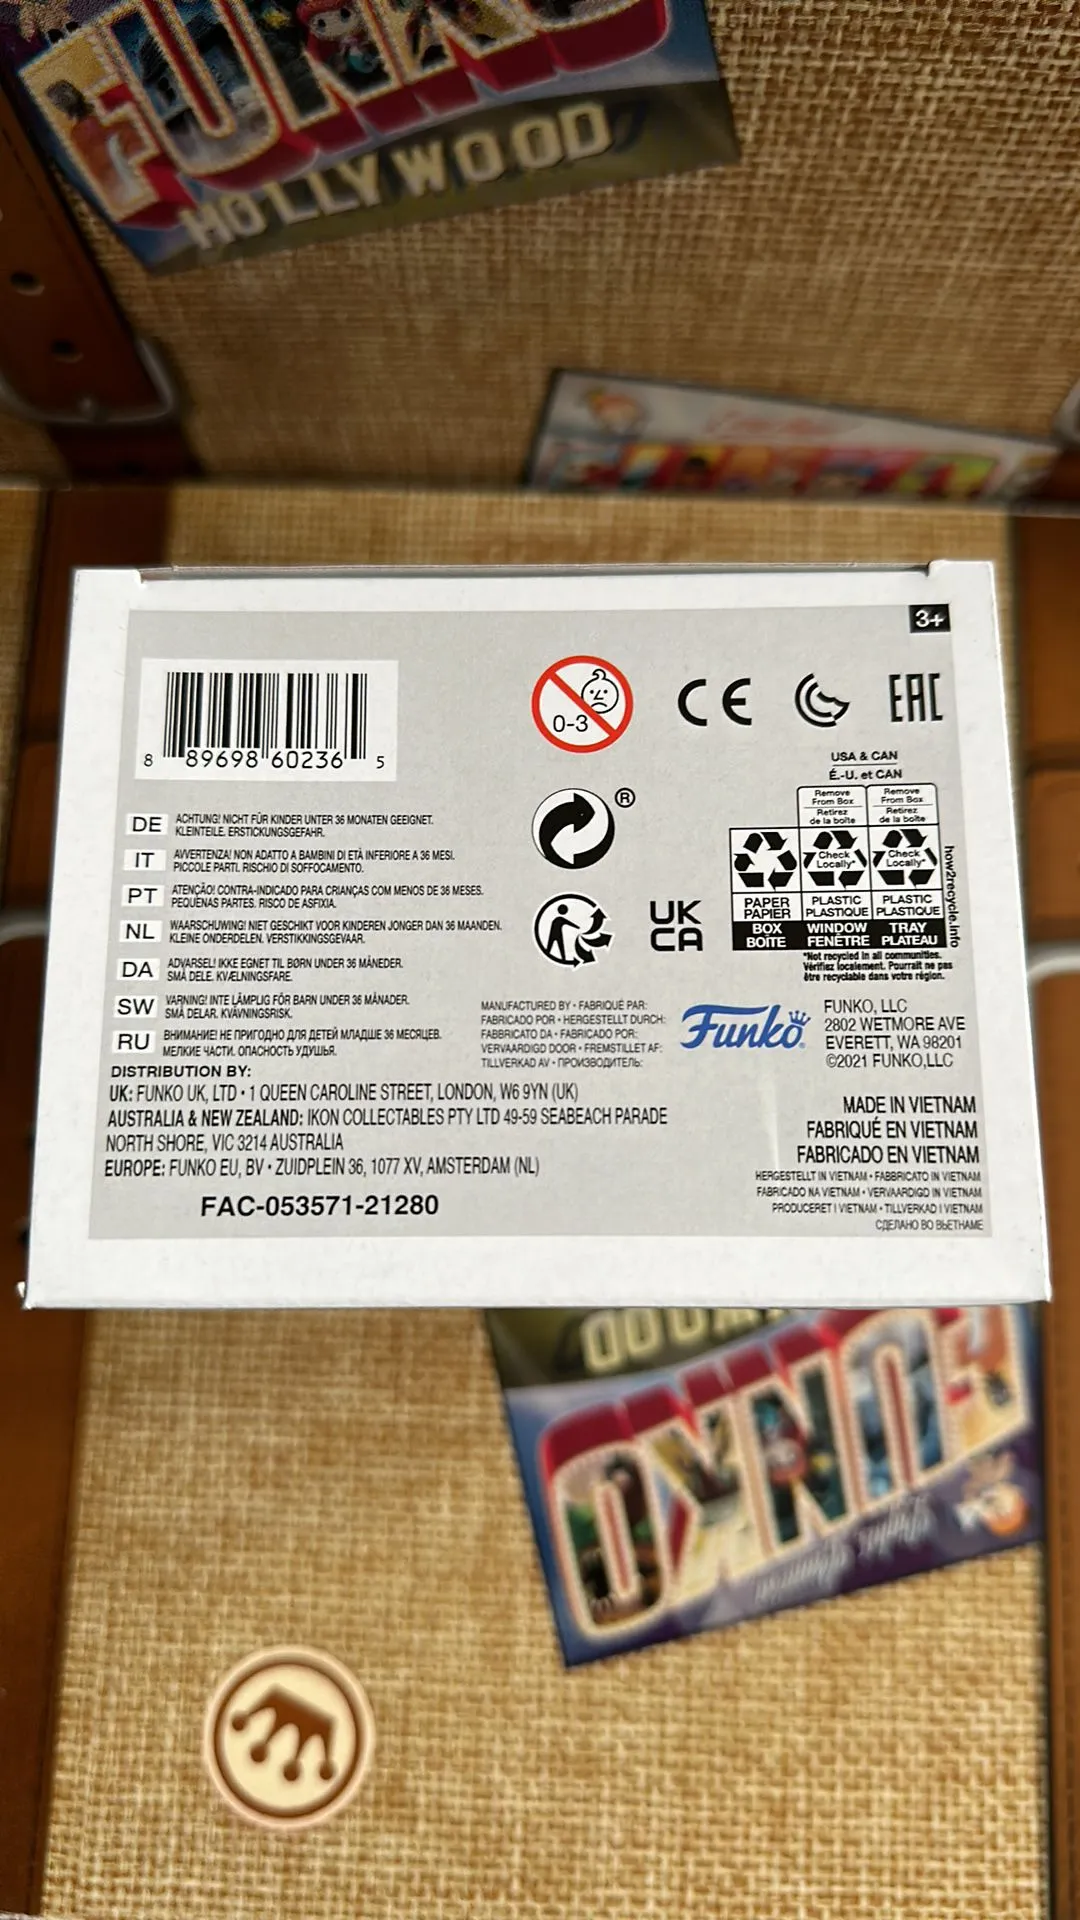 FUNKO
HOLLYWOOD
3+
8 89698 60236 5
0-3
CE
EAC
®
UK
CA
USA & CAN
É.-U. et CAN
Remove From Box Retirez de la boîte
Remove From Box Retirez de la boîte
Check Locally*
Check Locally*
PAPER PAPIER
PLASTIC PLASTIQUE
PLASTIC PLASTIQUE
BOX BOÎTE
WINDOW FENÊTRE
TRAY PLATEAU
how2recycle.info
*Not recycled in all communities.
Vérifiez localement. Pourrait ne pas
être recyclable dans votre région.
DE ACHTUNG! NICHT FÜR KINDER UNTER 36 MONATEN GEEIGNET.
KLEINTEILE. ERSTICKUNGSGEFAHR.
IT AVVERTENZA! NON ADATTO A BAMBINI DI ETÀ INFERIORE A 36 MESI.
PICCOLE PARTI. RISCHIO DI SOFFOCAMENTO.
PT ATENÇÃO! CONTRA-INDICADO PARA CRIANÇAS COM MENOS DE 36 MESES.
PEQUENAS PARTES. RISCO DE ASFIXIA.
NL WAARSCHUWING! NIET GESCHIKT VOOR KINDEREN JONGER DAN 36 MAANDEN.
KLEINE ONDERDELEN. VERSTIKKINGSGEVAAR.
DA ADVARSEL! IKKE EGNET TIL BØRN UNDER 36 MÅNEDER.
SMÅ DELE. KVÆLNINGSFARE.
SW VARNING! INTE LÄMPLIG FÖR BARN UNDER 36 MÅNADER.
SMÅ DELAR. KVÄVNINGSRISK.
RU ВНИМАНИЕ! НЕ ПРИГОДНО ДЛЯ ДЕТЕЙ МЛАДШЕ 36 МЕСЯЦЕВ.
МЕЛКИЕ ЧАСТИ. ОПАСНОСТЬ УДУШЬЯ.
MANUFACTURED BY • FABRIQUÉ PAR:
FABRICADO POR • HERGESTELLT DURCH:
FABBRICATO DA • FABRICADO POR:
VERVAARDIGD DOOR • FREMSTILLET AF:
TILLVERKAD AV • ПРОИЗВОДИТЕЛЬ:
Funko
FUNKO, LLC
2802 WETMORE AVE
EVERETT, WA 98201
©2021 FUNKO,LLC
DISTRIBUTION BY:
UK: FUNKO UK, LTD • 1 QUEEN CAROLINE STREET, LONDON, W6 9YN (UK)
AUSTRALIA & NEW ZEALAND: IKON COLLECTABLES PTY LTD 49-59 SEABEACH PARADE
NORTH SHORE, VIC 3214 AUSTRALIA
EUROPE: FUNKO EU, BV • ZUIDPLEIN 36, 1077 XV, AMSTERDAM (NL)
FAC-053571-21280
MADE IN VIETNAM
FABRIQUÉ EN VIETNAM
FABRICADO EN VIETNAM
HERGESTELLT IN VIETNAM • FABBRICATO IN VIETNAM
FABRICADO NA VIETNAM • VERVAARDIGD IN VIETNAM
PRODUCERET I VIETNAM • TILLVERKAD I VIETNAM
СДЕЛАНО ВО ВЬЕТНАМЕ
FUNKO